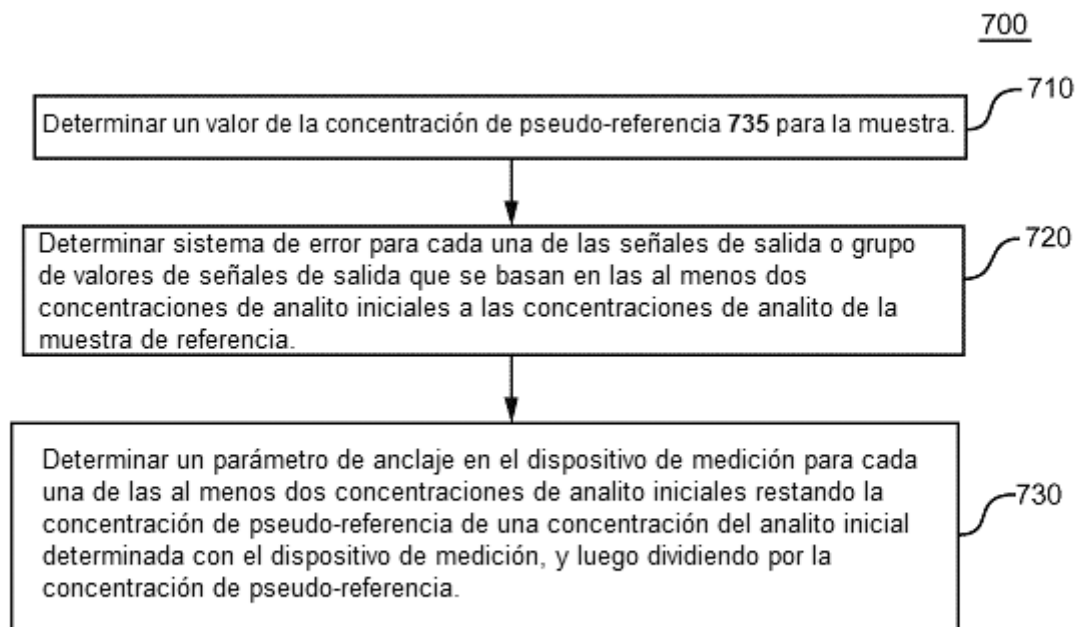 700
710
Determinar un valor de la concentración de pseudo-referencia 735 para la muestra.
720
Determinar sistema de error para cada una de las señales de salida o grupo
de valores de señales de salida que se basan en las al menos dos
concentraciones de analito iniciales a las concentraciones de analito de la
muestra de referencia.
730
Determinar un parámetro de anclaje en el dispositivo de medición para cada
una de las al menos dos concentraciones de analito iniciales restando la
concentración de pseudo-referencia de una concentración del analito inicial
determinada con el dispositivo de medición, y luego dividiendo por la
concentración de pseudo-referencia.